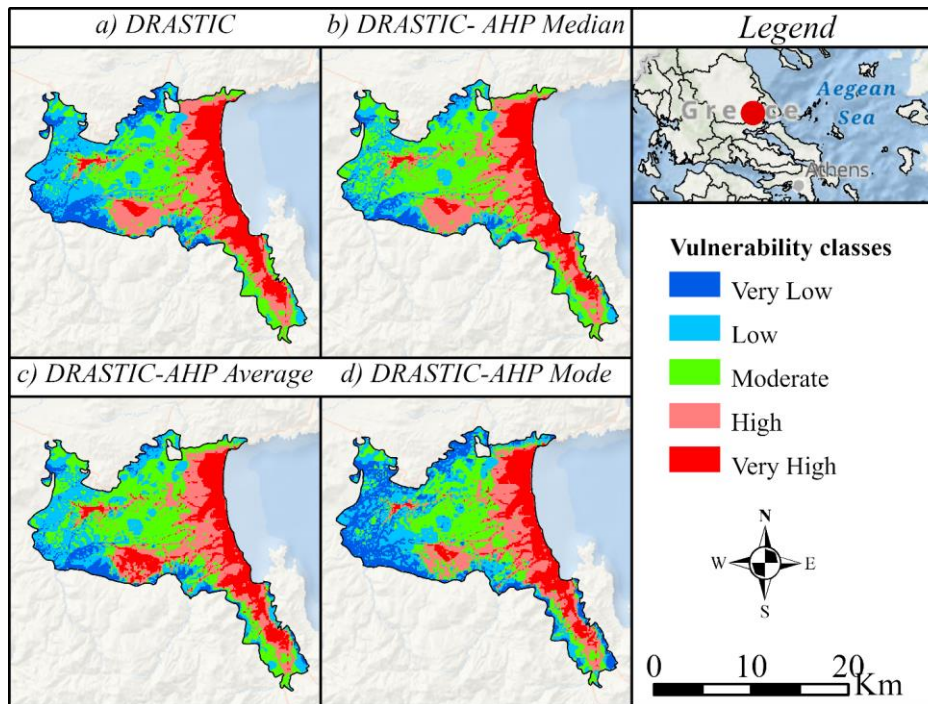 a) DRASTIC
b) DRASTIC- AHP Median
Legend
Greece
Aegean
Sea
Athens
Vulnerability classes
Very Low
Low
Moderate
High
Very High
c) DRASTIC-AHP Average
d) DRASTIC-AHP Mode
N
W
E
S
0
10
20
Km